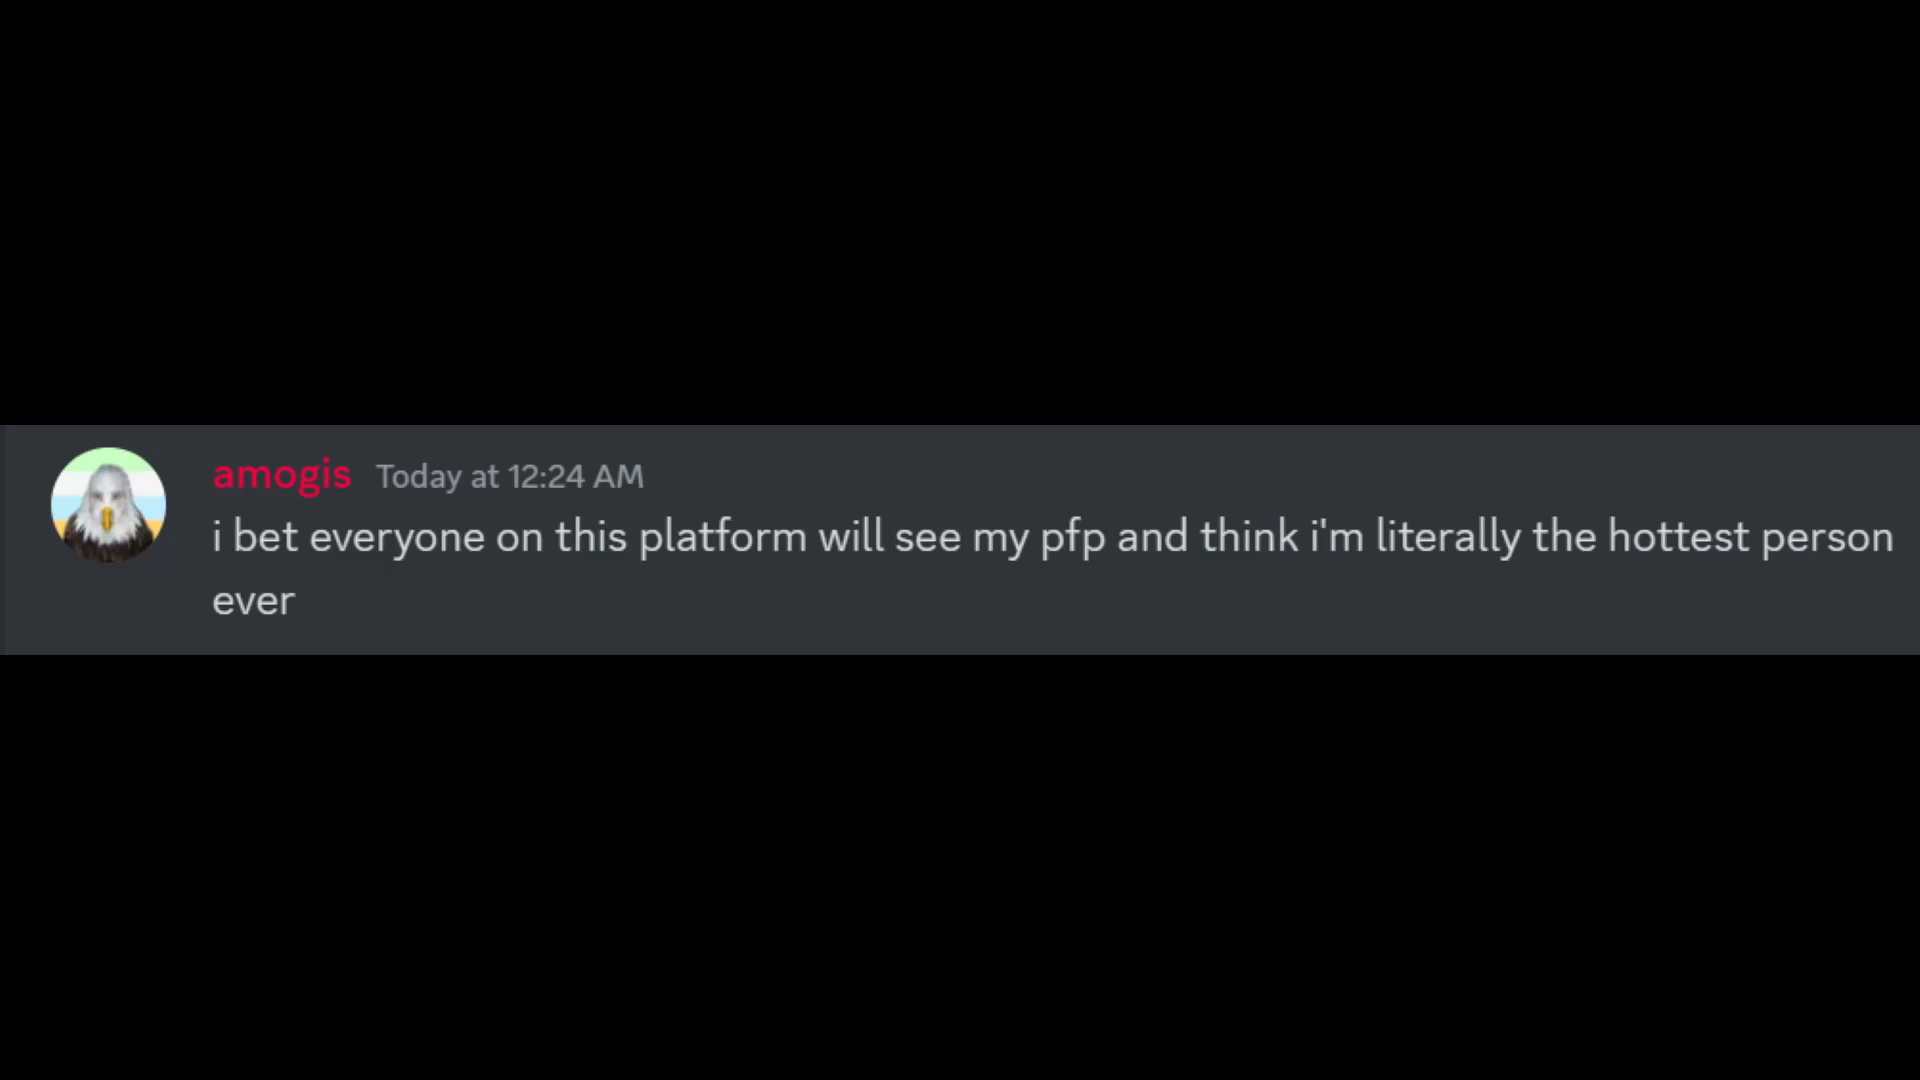 amogis Today at 12:24 AM
i bet everyone on this platform will see my pfp and think i'm literally the hottest person
ever